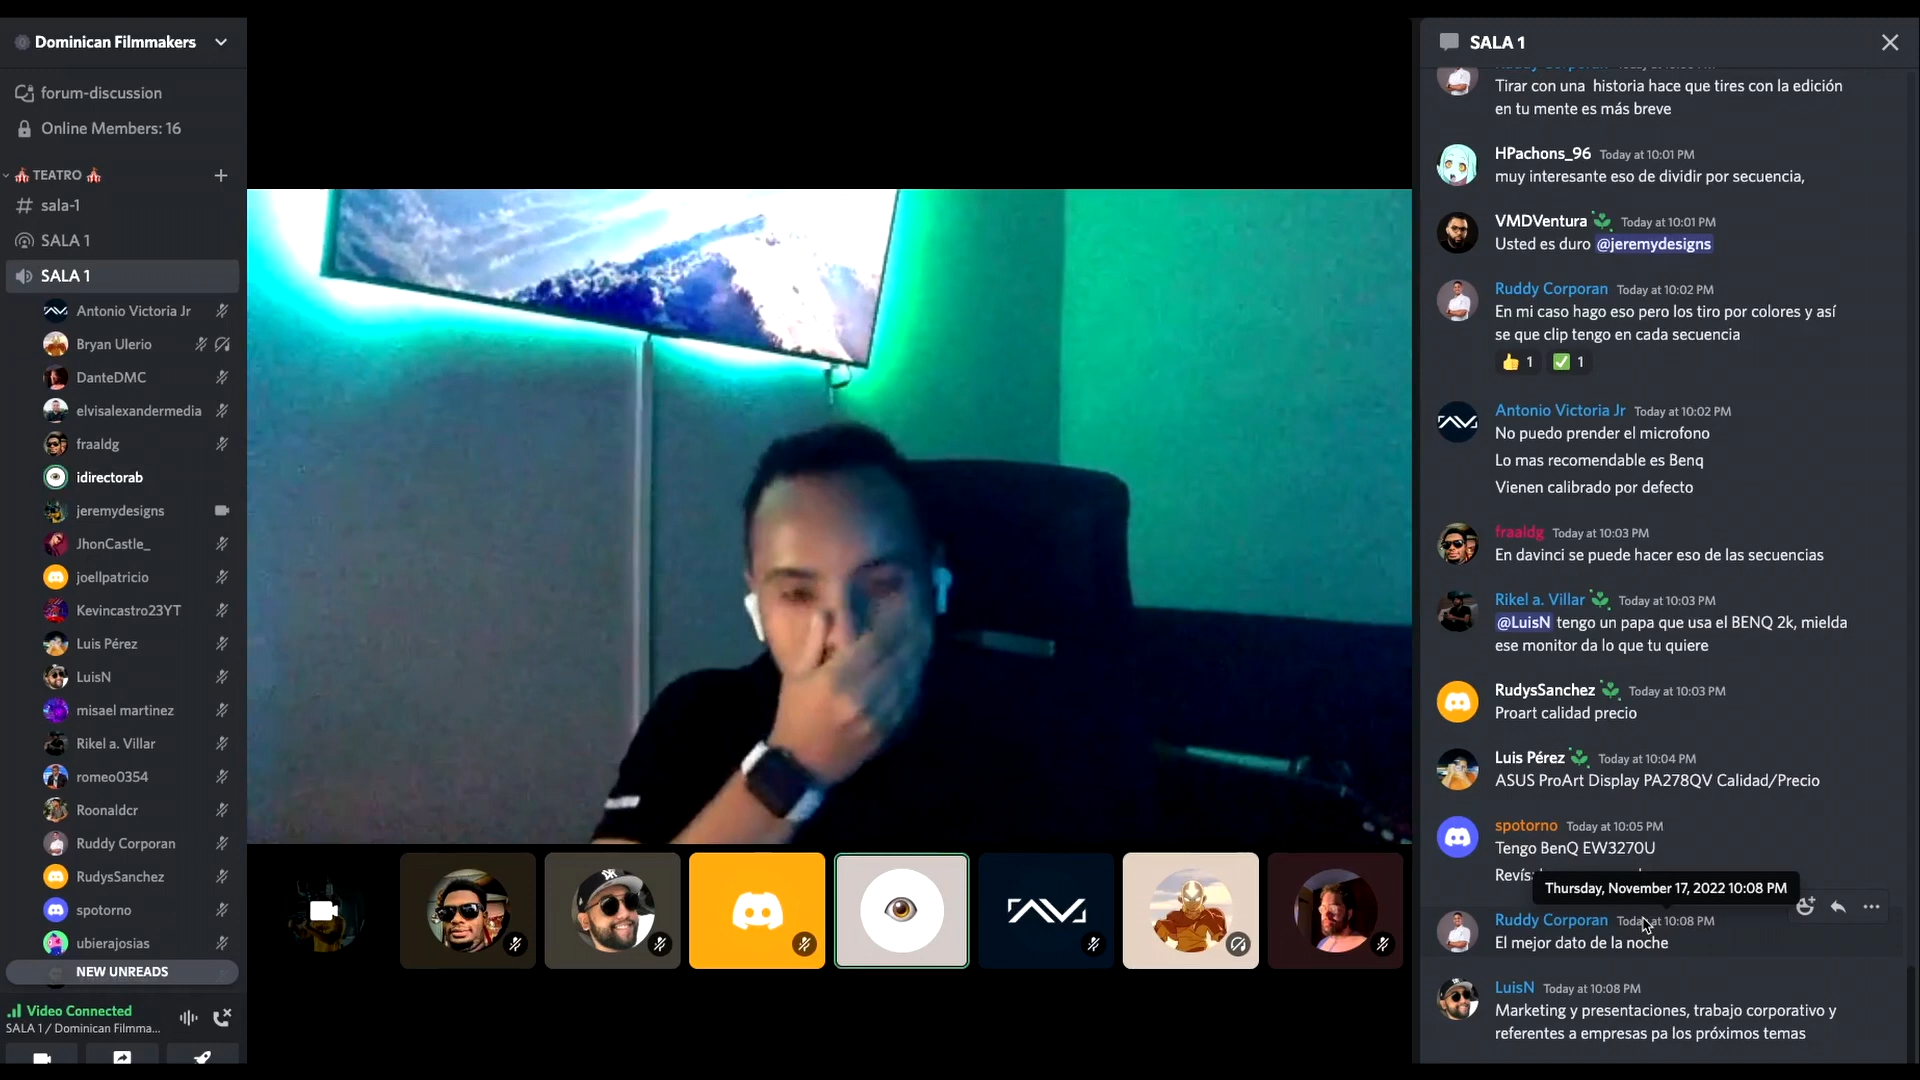 Dominican Filmmakers
forum-discussion
Online Members: 16
TEATRO
sala-1
SALA 1
SALA 1
Antonio Victoria Jr
Bryan Ulerio
DanteDMC
elvisalexandermedia
fraaldg
idirectorab
jeremydesigns
JhonCastle_
joellpatricio
Kevincastro23YT
Luis Pérez
LuisN
misael martinez
Rikel a. Villar
romeo0354
Roonaldcr
Ruddy Corporan
RudysSanchez
spotorno
ubierajosias
NEW UNREADS
Video Connected
SALA 1 / Dominican Filmma...
SALA 1
Ruddy Corporan
Tirar con una historia hace que tires con la edición
en tu mente es más breve
HPachons_96 Today at 10:01 PM
muy interesante eso de dividir por secuencia,
VMDVentura Today at 10:01 PM
Usted es duro @jeremydesigns
Ruddy Corporan Today at 10:02 PM
En mi caso hago eso pero los tiro por colores y así
se que clip tengo en cada secuencia
👍 1 ✅ 1
Antonio Victoria Jr Today at 10:02 PM
No puedo prender el microfono
Lo mas recomendable es Benq
Vienen calibrado por defecto
fraaldg Today at 10:03 PM
En davinci se puede hacer eso de las secuencias
Rikel a. Villar Today at 10:03 PM
@LuisN tengo un papa que usa el BENQ 2k, mielda
ese monitor da lo que tu quiere
RudysSanchez Today at 10:03 PM
Proart calidad precio
Luis Pérez Today at 10:04 PM
ASUS ProArt Display PA278QV Calidad/Precio
spotorno Today at 10:05 PM
Tengo BenQ EW3270U
Thursday, November 17, 2022 10:08 PM
Ruddy Corporan Today at 10:08 PM
El mejor dato de la noche
LuisN Today at 10:08 PM
Marketing y presentaciones, trabajo corporativo y
referentes a empresas pa los próximos temas